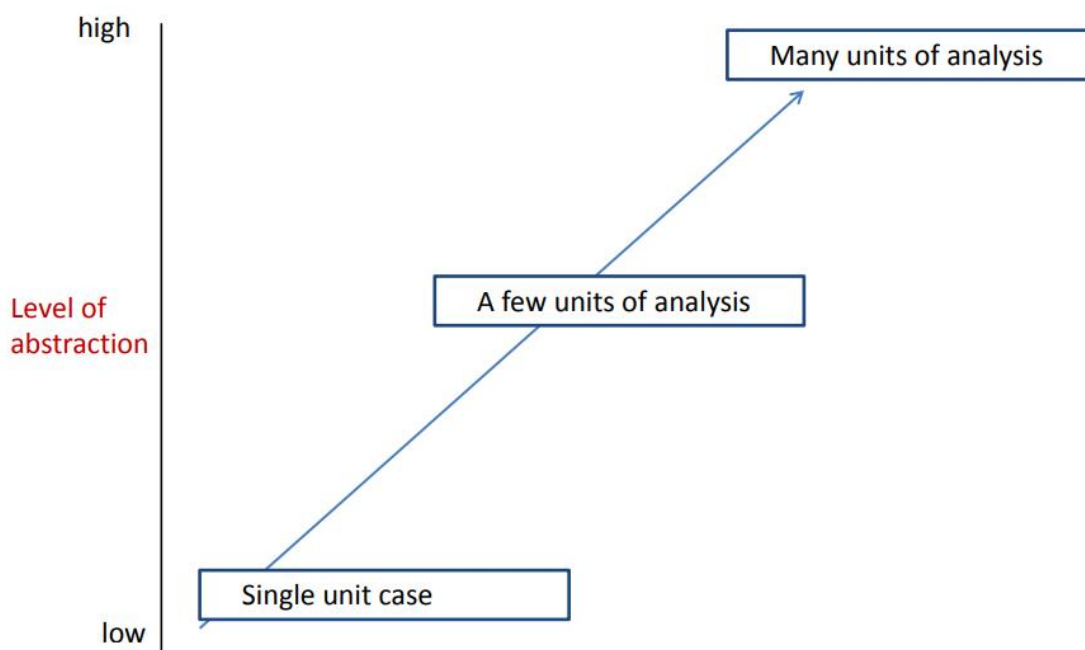 high
Many units of analysis
A few units of analysis
Level of
abstraction
Single unit case
low